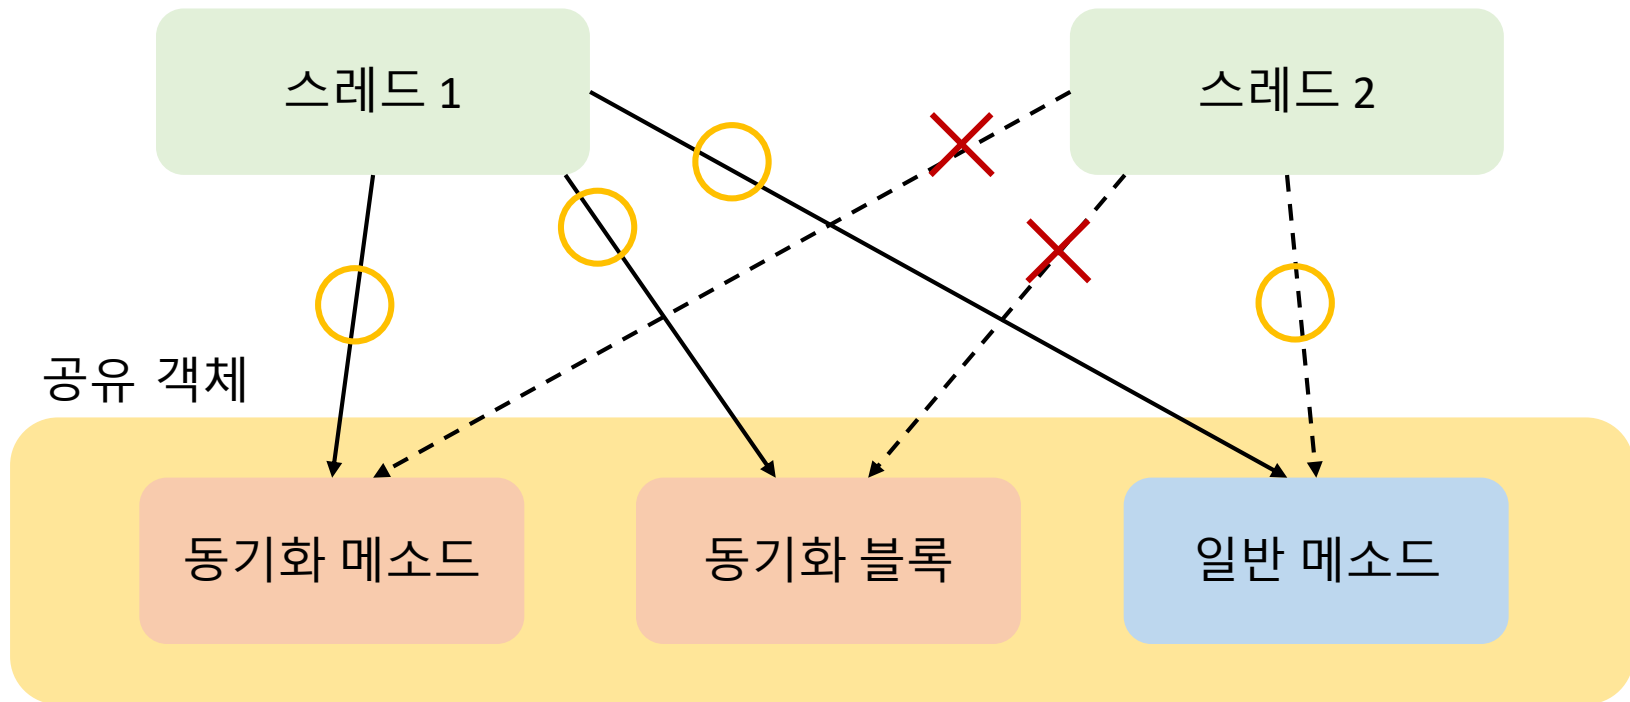 스레드 1
스레드 2
공유 객체
동기화 메소드
동기화 블록
일반 메소드